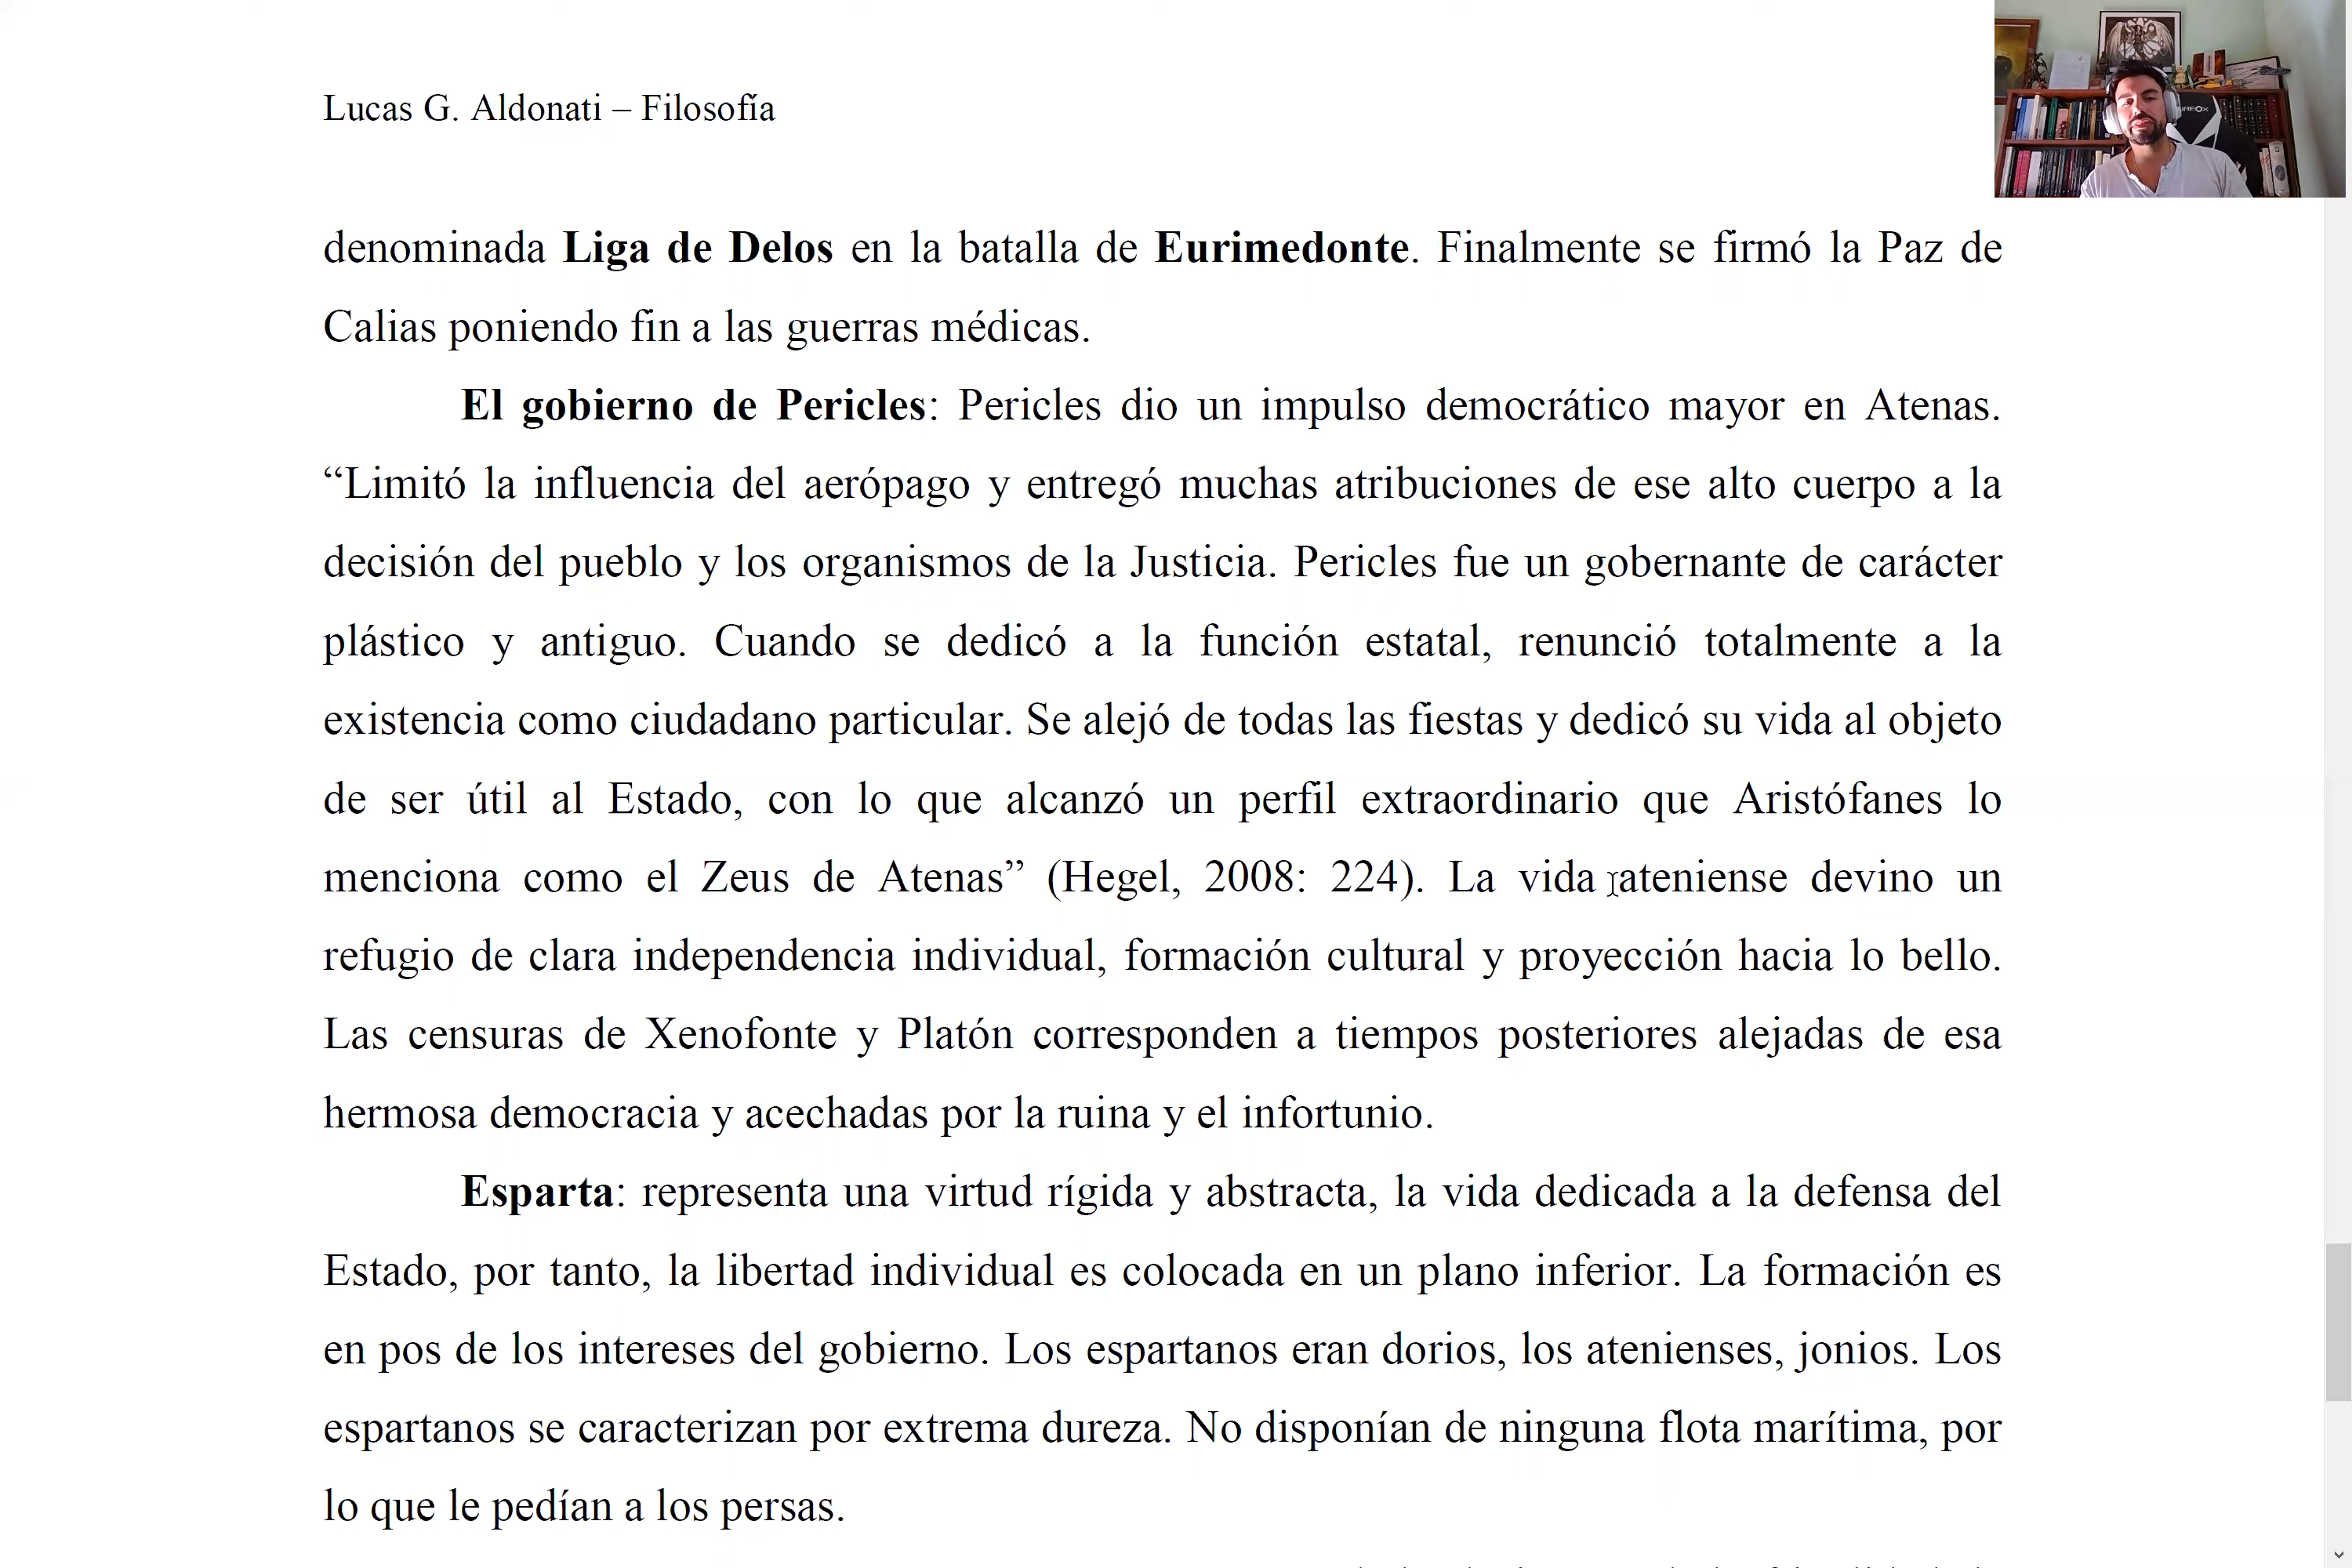 Lucas G. Aldonati – Filosofía
denominada Liga de Delos en la batalla de Eurimedonte. Finalmente se firmó la Paz de
Calias poniendo fin a las guerras médicas.
El gobierno de Pericles: Pericles dio un impulso democrático mayor en Atenas.
“Limitó la influencia del aerópago y entregó muchas atribuciones de ese alto cuerpo a la
decisión del pueblo y los organismos de la Justicia. Pericles fue un gobernante de carácter
plástico y antiguo. Cuando se dedicó a la función estatal, renunció totalmente a la
existencia como ciudadano particular. Se alejó de todas las fiestas y dedicó su vida al objeto
de ser útil al Estado, con lo que alcanzó un perfil extraordinario que Aristófanes lo
menciona como el Zeus de Atenas” (Hegel, 2008: 224). La vida ateniense devino un
refugio de clara independencia individual, formación cultural y proyección hacia lo bello.
Las censuras de Xenofonte y Platón corresponden a tiempos posteriores alejadas de esa
hermosa democracia y acechadas por la ruina y el infortunio.
Esparta: representa una virtud rígida y abstracta, la vida dedicada a la defensa del
Estado, por tanto, la libertad individual es colocada en un plano inferior. La formación es
en pos de los intereses del gobierno. Los espartanos eran dorios, los atenienses, jonios. Los
espartanos se caracterizan por extrema dureza. No disponían de ninguna flota marítima, por
lo que le pedían a los persas.